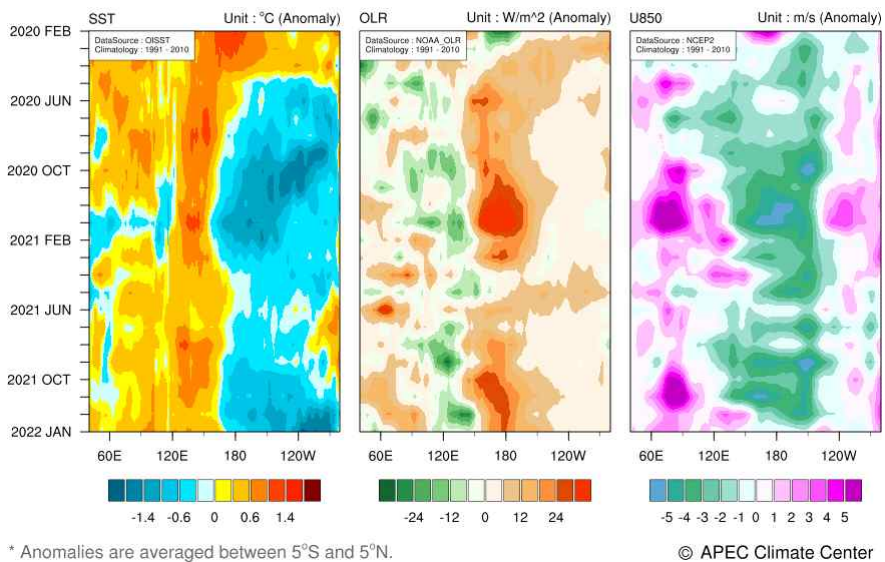 SST Unit : °C (Anomaly)
DataSource : OISST
Climatology : 1991 - 2010
OLR Unit : W/m^2 (Anomaly)
DataSource : NOAA_OLR
Climatology : 1991 - 2010
U850 Unit : m/s (Anomaly)
DataSource : NCEP2
Climatology : 1991 - 2010
2020 FEB
2020 JUN
2020 OCT
2021 FEB
2021 JUN
2021 OCT
2022 JAN
60E 120E 180 120W
60E 120E 180 120W
60E 120E 180 120W
-1.4 -0.6 0 0.6 1.4
-24 -12 0 12 24
-5 -4 -3 -2 -1 0 1 2 3 4 5
* Anomalies are averaged between 5°S and 5°N.
© APEC Climate Center